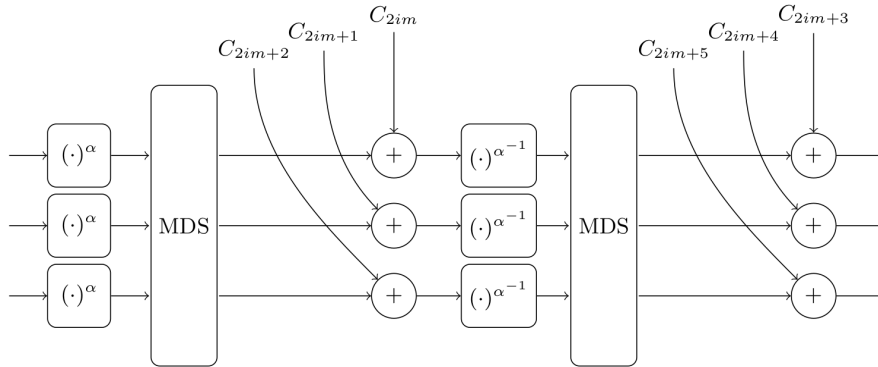 C_{2im+2} C_{2im+1} C_{2im} C_{2im+5} C_{2im+4} C_{2im+3}
(·)^α + (·)^{α^{-1}} +
(·)^α MDS + (·)^{α^{-1}} MDS +
(·)^α + (·)^{α^{-1}} +